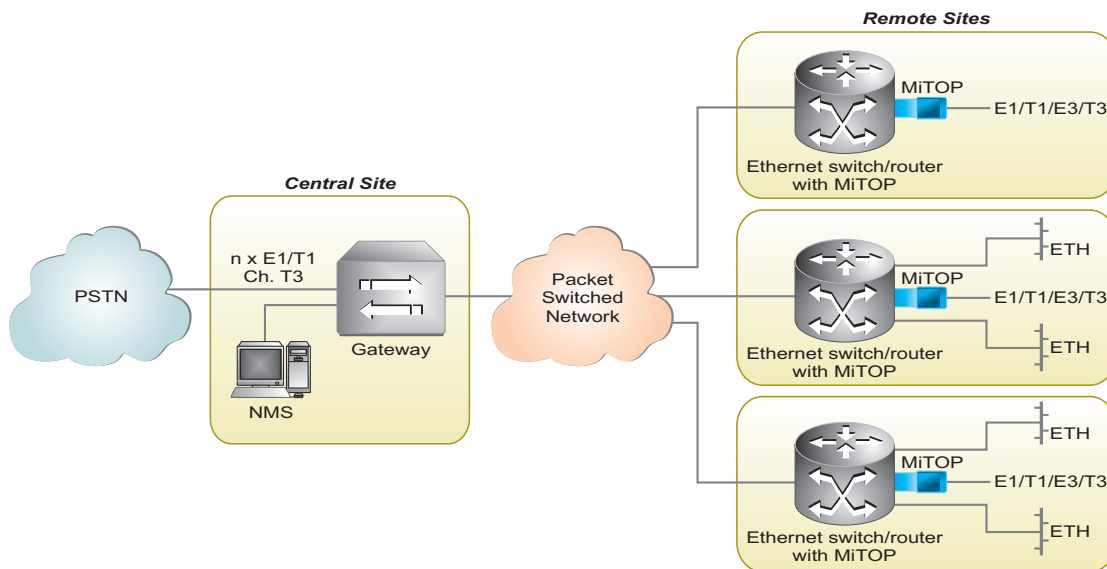 Remote Sites
MiTOP
E1/T1/E3/T3
Ethernet switch/router
with MiTOP
Central Site
n x E1/T1
Ch. T3
PSTN
Gateway
NMS
Packet
Switched
Network
ETH
MiTOP
E1/T1/E3/T3
ETH
Ethernet switch/router
with MiTOP
ETH
MiTOP
E1/T1/E3/T3
ETH
Ethernet switch/router
with MiTOP